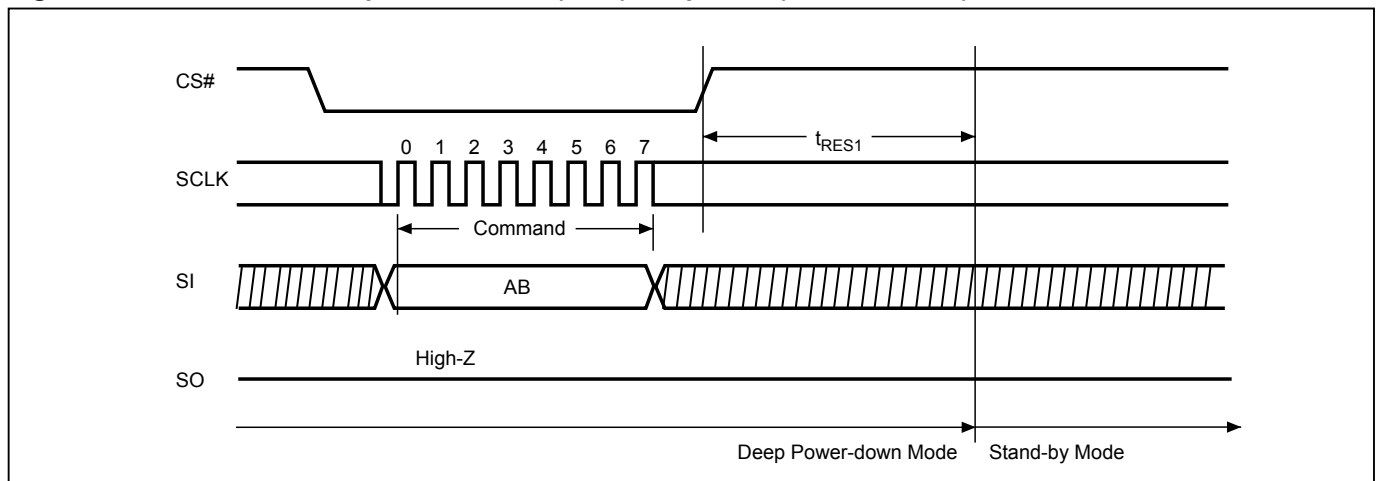 CS#
tRES1
0 1 2 3 4 5 6 7
SCLK
Command
SI
AB
High-Z
SO
Deep Power-down Mode Stand-by Mode